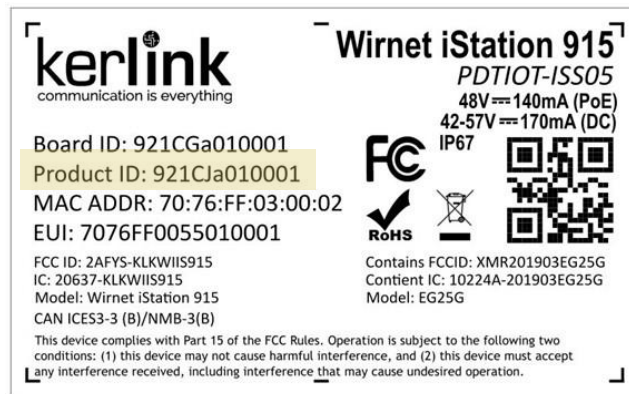 kerlink
communication is everything
Wirnet iStation 915
PDTIOT-ISS05
48V⎓140mA (PoE)
42-57V⎓170mA (DC)
IP67
Board ID: 921CGa010001
Product ID: 921CJa010001
MAC ADDR: 70:76:FF:03:00:02
EUI: 7076FF0055010001
FC
RoHS
FCC ID: 2AFYS-KLKWIIS915
IC: 20637-KLKWIIS915
Model: Wirnet iStation 915
CAN ICES3-3 (B)/NMB-3(B)
Contains FCCID: XMR201903EG25G
Contient IC: 10224A-201903EG25G
Model: EG25G
This device complies with Part 15 of the FCC Rules. Operation is subject to the following two
conditions: (1) this device may not cause harmful interference, and (2) this device must accept
any interference received, including interference that may cause undesired operation.